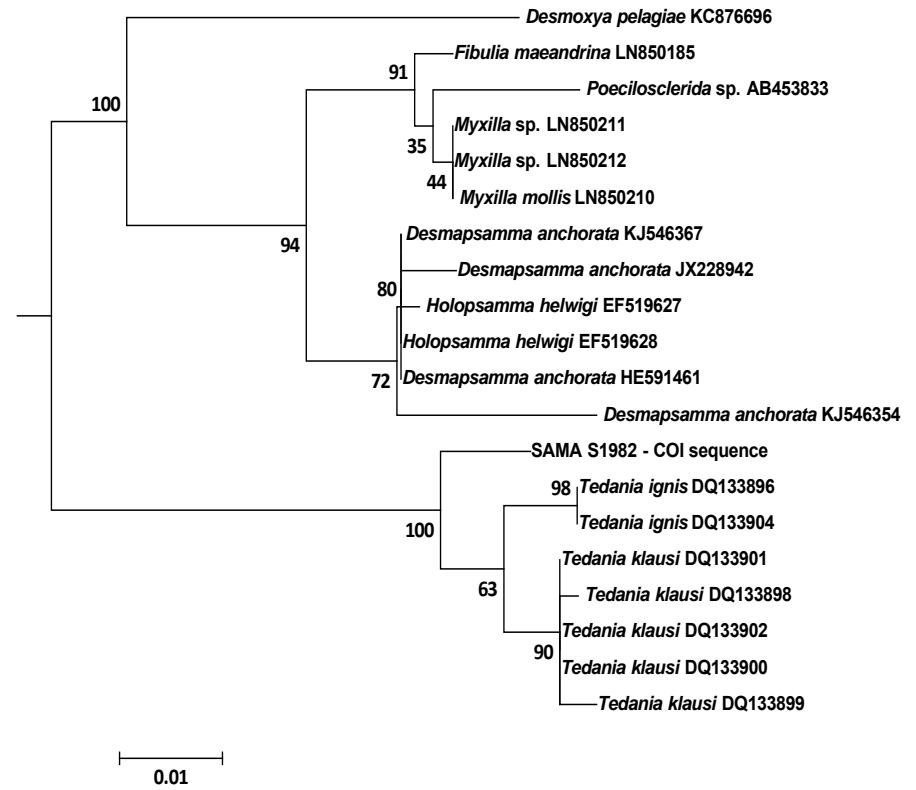 Desmoxya pelagiae KC876696
Fibulia maeandrina LN850185
91
Poecilosclerida sp. AB453833
100
Myxilla sp. LN850211
35
Myxilla sp. LN850212
44
Myxilla mollis LN850210
Desmapsamma anchorata KJ546367
94
Desmapsamma anchorata JX228942
80
Holopsamma helwigi EF519627
Holopsamma helwigi EF519628
Desmapsamma anchorata HE591461
72
Desmapsamma anchorata KJ546354
SAMA S1982 - COI sequence
98
Tedania ignis DQ133896
Tedania ignis DQ133904
100
Tedania klausi DQ133901
63
Tedania klausi DQ133898
Tedania klausi DQ133902
90
Tedania klausi DQ133900
Tedania klausi DQ133899
0.01